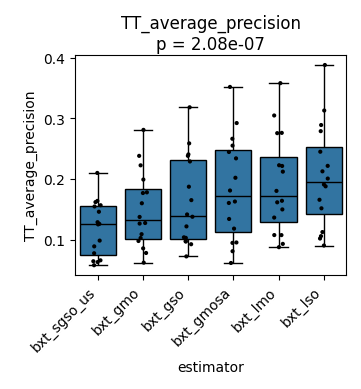 TT_average_precision
p = 2.08e-07
TT_average_precision
0.4
0.3
0.2
0.1
bxt_sgso_us
bxt_gmo
bxt_gso
bxt_gmosa
bxt_lmo
bxt_lso
estimator